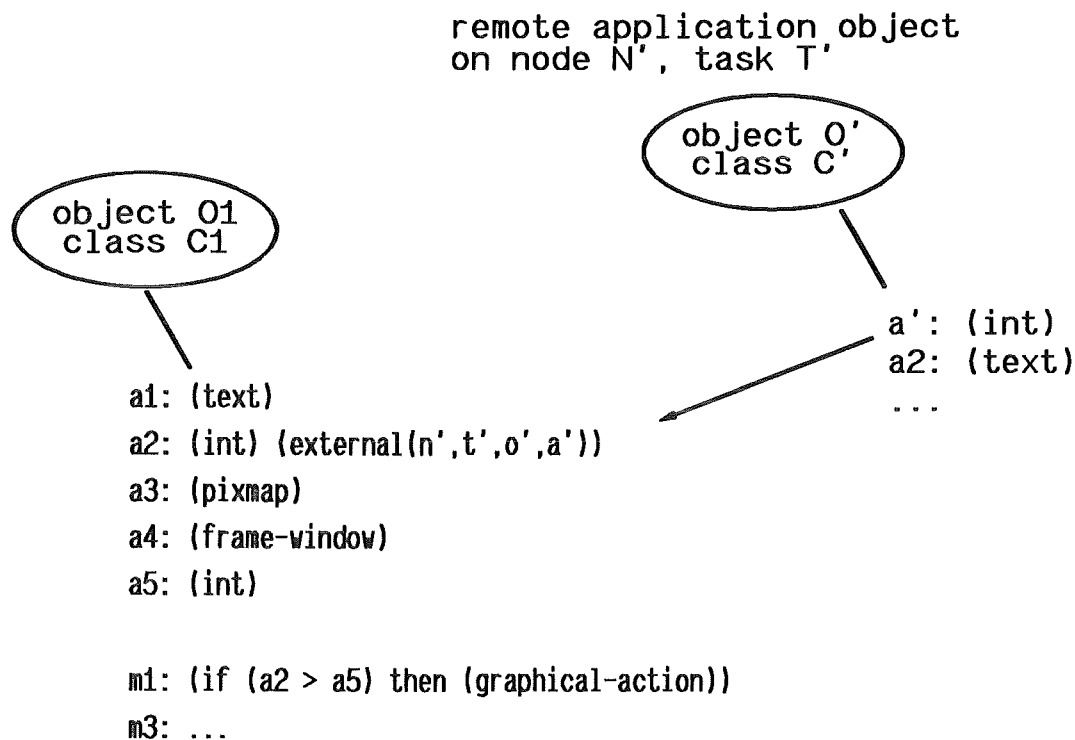 remote application object
on node N', task T'
object O'
class C'
object O1
class C1
a': (int)
a2: (text)
...
a1: (text)
a2: (int) (external(n',t',o',a'))
a3: (pixmap)
a4: (frame-window)
a5: (int)
m1: (if (a2 > a5) then (graphical-action))
m3: ...